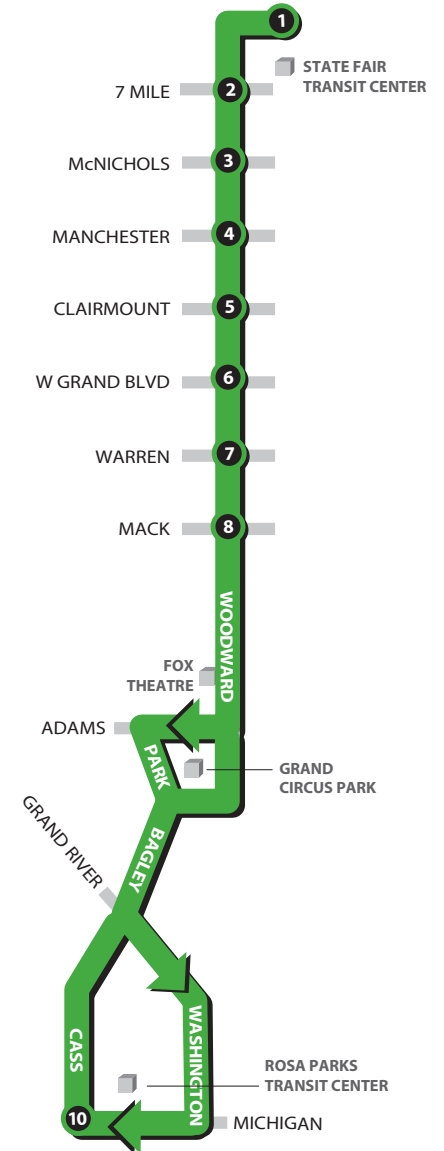 1
STATE FAIR
TRANSIT CENTER
7 MILE
2
McNICHOLS
3
MANCHESTER
4
CLAIRMOUNT
5
W GRAND BLVD
6
WARREN
7
MACK
8
WOODWARD
FOX
THEATRE
ADAMS
PARK
GRAND
CIRCUS PARK
GRAND RIVER
BAGLEY
CASS
WASHINGTON
ROSA PARKS
TRANSIT CENTER
10
MICHIGAN